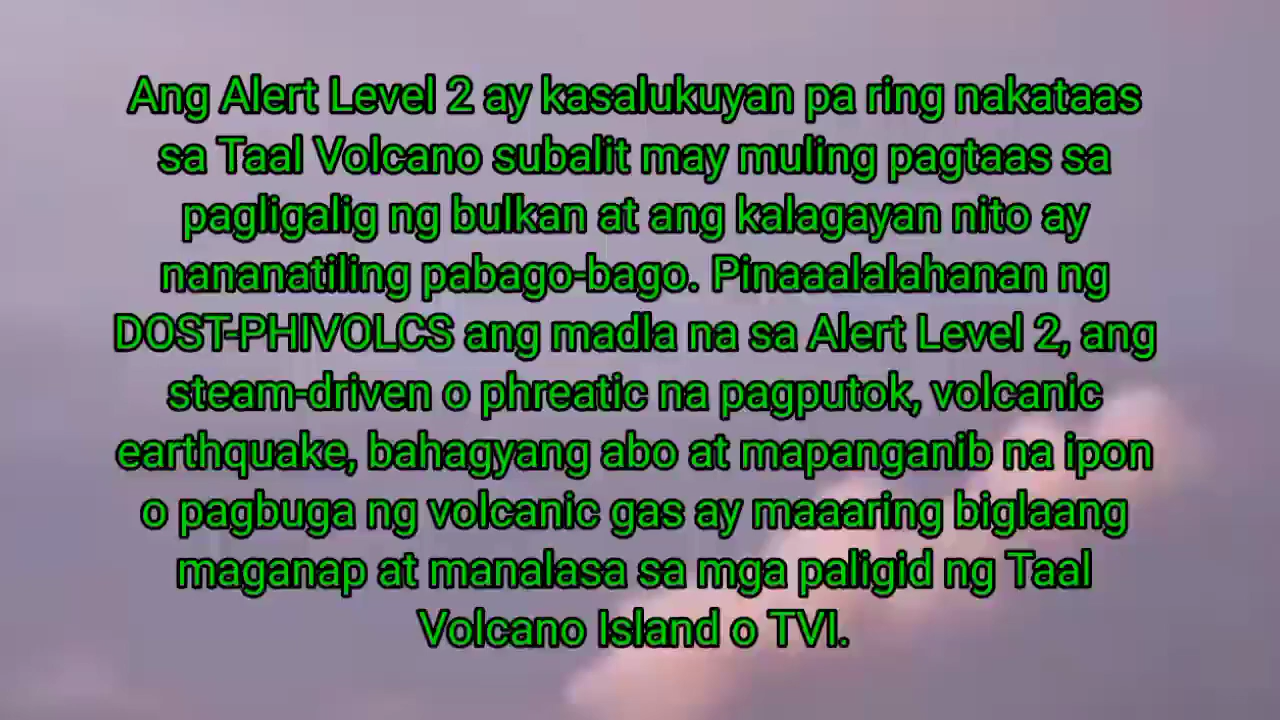 Ang Alert Level 2 ay kasalukuyan pa ring nakataas
sa Taal Volcano subalit may muling pagtaas sa
pagligalig ng bulkan at ang kalagayan nito ay
nananatiling pabago-bago. Pinaaalalahanan ng
DOST-PHIVOLCS ang madla na sa Alert Level 2, ang
steam-driven o phreatic na pagputok, volcanic
earthquake, bahagyang abo at mapanganib na ipon
o pagbuga ng volcanic gas ay maaaring biglaang
maganap at manalasa sa mga paligid ng Taal
Volcano Island o TVI.